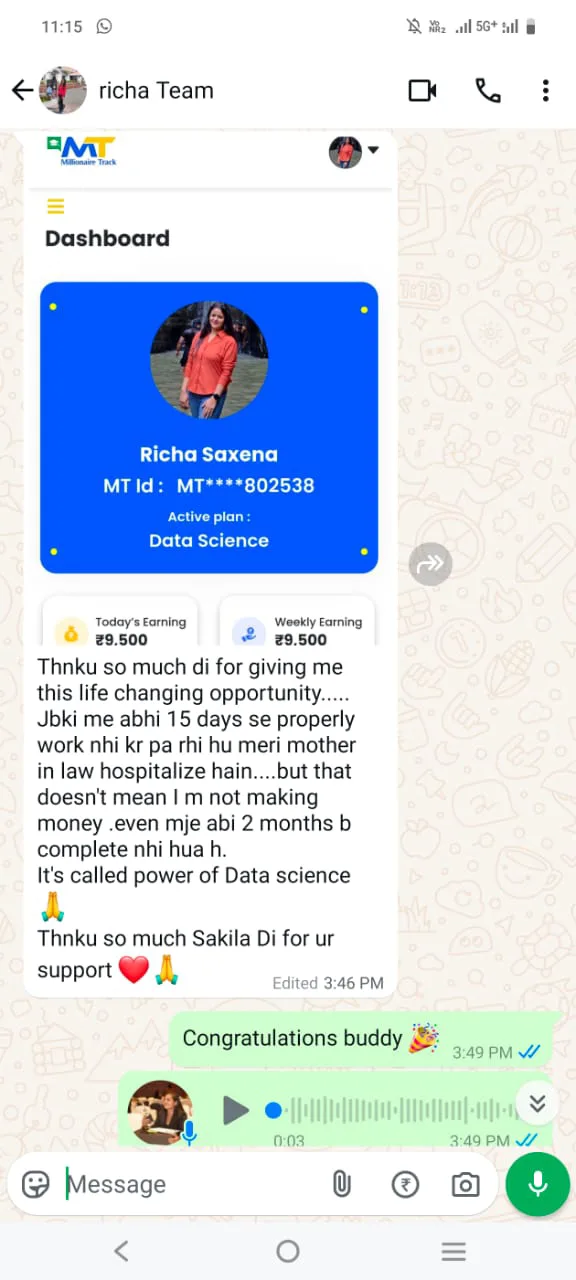 11:15
Vo
NR2
5G+
richa Team
MT
Millionaire Track
Dashboard
Richa Saxena
MT Id : MT****802538
Active plan :
Data Science
Today's Earning
₹9,500
Weekly Earning
₹9,500
Thnku so much di for giving me
this life changing opportunity.....
Jbki me abhi 15 days se properly
work nhi kr pa rhi hu meri mother
in law hospitalize hain....but that
doesn't mean I m not making
money .even mje abi 2 months b
complete nhi hua h.
It's called power of Data science
🙏
Thnku so much Sakila Di for ur
support ❤️🙏
Edited 3:46 PM
Congratulations buddy 🎉
3:49 PM
0:03
3:49 PM
Message